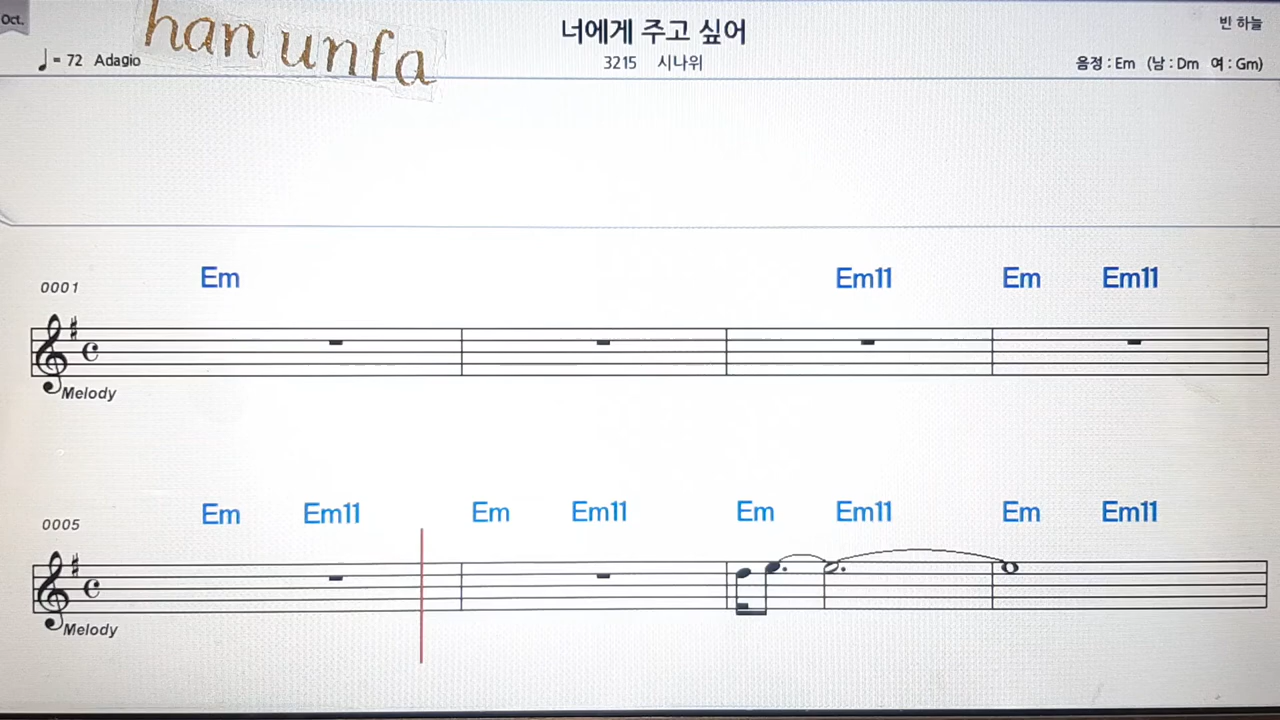 Oct.
han unfa
너에게 주고 싶어
빈 하늘
= 72 Adagio
3215 시나위
음정 : Em (남 : Dm 여 : Gm)
Em Em11 Em Em11
0001
Melody
Em Em11 Em Em11 Em Em11 Em Em11
0005
Melody